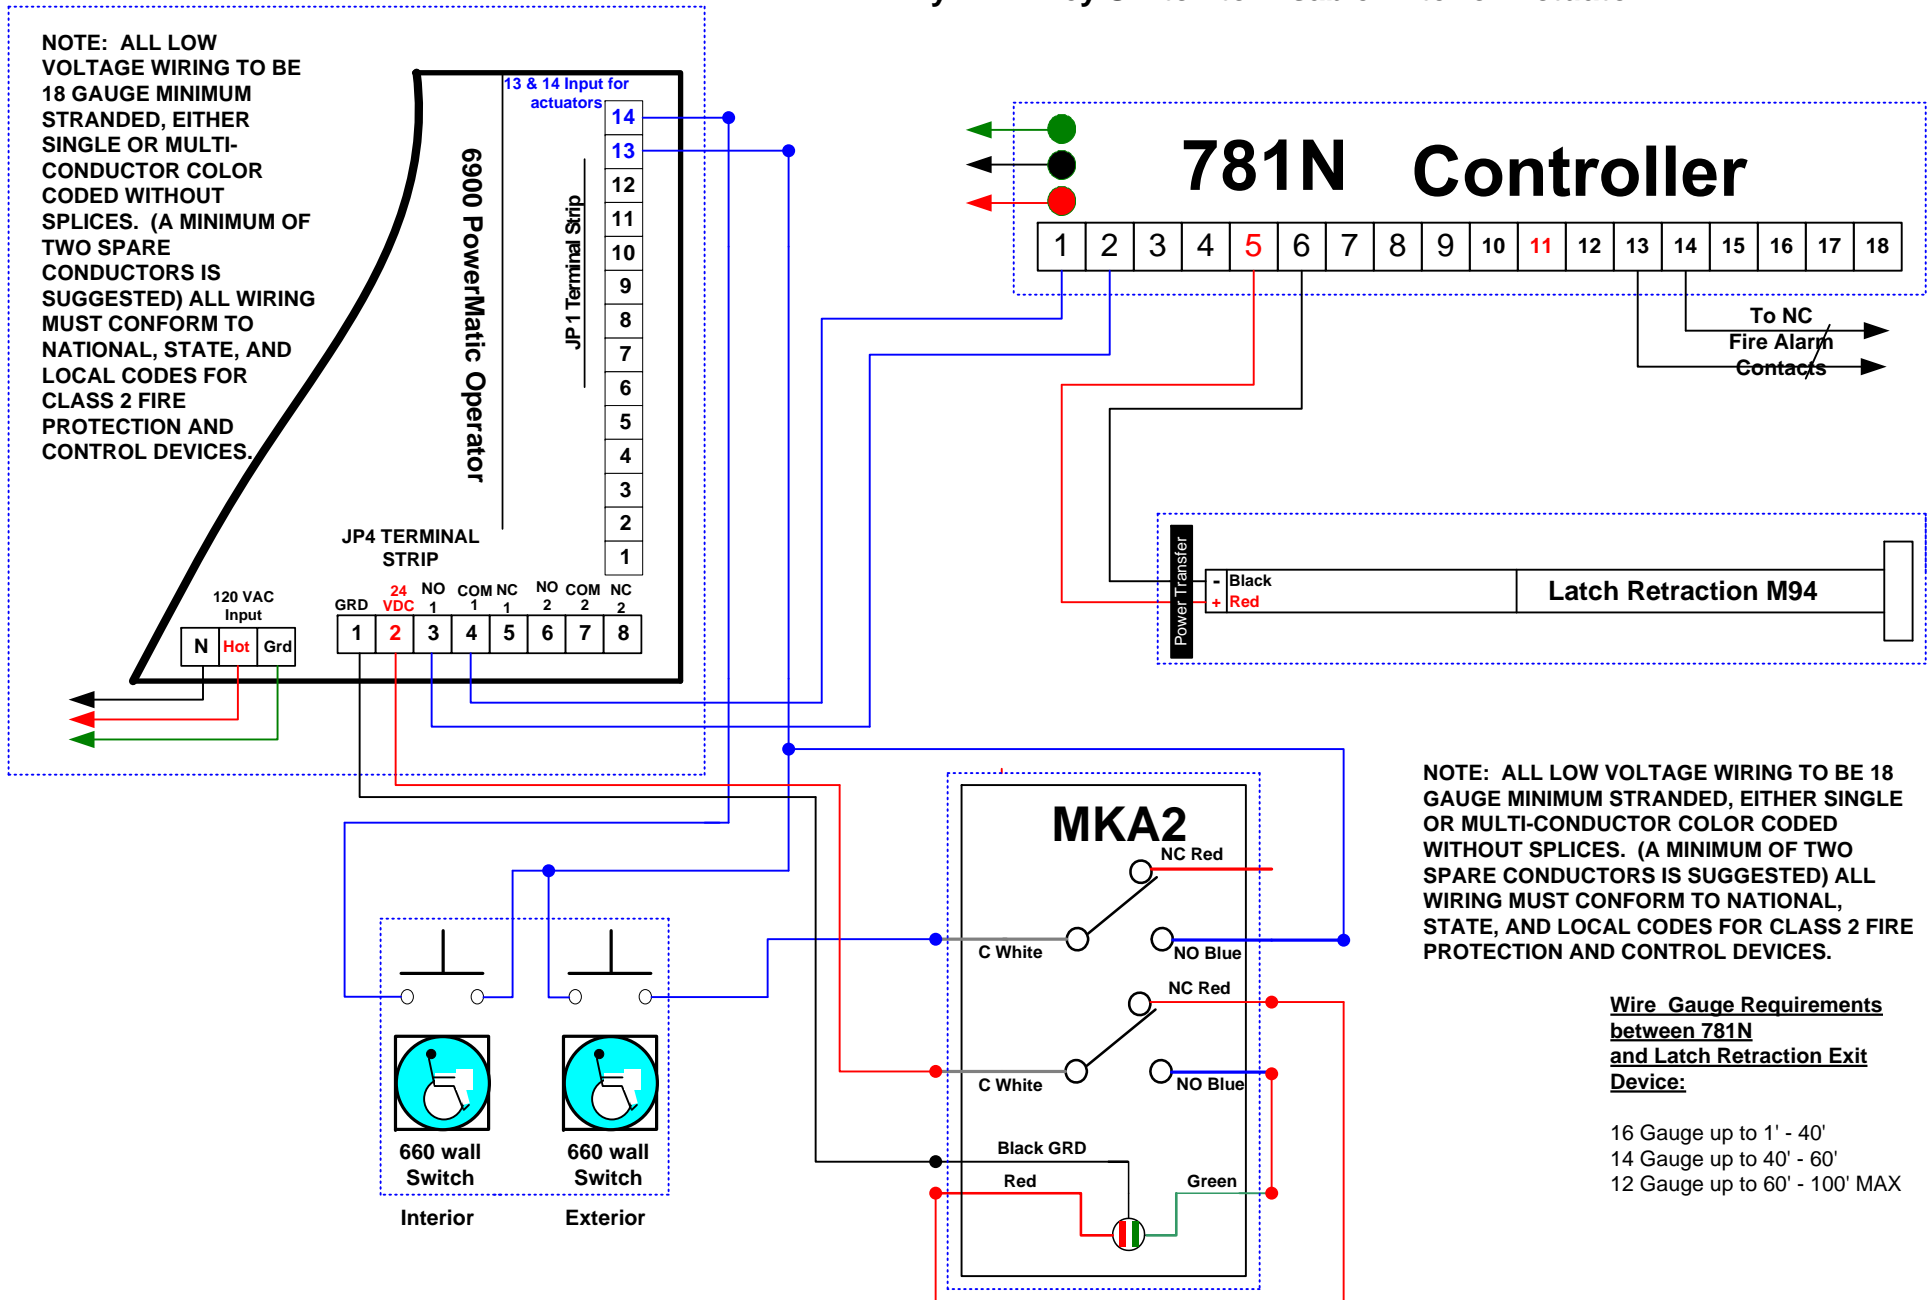 NOTE: ALL LOW
VOLTAGE WIRING TO BE
18 GAUGE MINIMUM
STRANDED, EITHER
SINGLE OR MULTI-
CONDUCTOR COLOR
CODED WITHOUT
SPLICES. (A MINIMUM OF
TWO SPARE
CONDUCTORS IS
SUGGESTED) ALL WIRING
MUST CONFORM TO
NATIONAL, STATE, AND
LOCAL CODES FOR
CLASS 2 FIRE
PROTECTION AND
CONTROL DEVICES.
13 & 14 Input for
actuators
14
13
12
11
10
9
8
7
6
5
4
3
2
1
6900 PowerMatic Operator
JP1 Terminal Strip
JP4 TERMINAL
STRIP
GRD 24 VDC NO 1 COM 1 NC 1 NO 2 COM 2 NC 2
1 2 3 4 5 6 7 8
120 VAC
Input
N Hot Grd
781N Controller
1 2 3 4 5 6 7 8 9 10 11 12 13 14 15 16 17 18
To NC
Fire Alarm
Contacts
Power Transfer
- Black
+ Red
Latch Retraction M94
MKA2
NC Red
C White
NO Blue
NC Red
C White
NO Blue
Black GRD
Red
Green
660 wall
Switch
Interior
660 wall
Switch
Exterior
NOTE: ALL LOW VOLTAGE WIRING TO BE 18
GAUGE MINIMUM STRANDED, EITHER SINGLE
OR MULTI-CONDUCTOR COLOR CODED
WITHOUT SPLICES. (A MINIMUM OF TWO
SPARE CONDUCTORS IS SUGGESTED) ALL
WIRING MUST CONFORM TO NATIONAL,
STATE, AND LOCAL CODES FOR CLASS 2 FIRE
PROTECTION AND CONTROL DEVICES.
Wire Gauge Requirements
between 781N
and Latch Retraction Exit
Device:
16 Gauge up to 1' - 40'
14 Gauge up to 40' - 60'
12 Gauge up to 60' - 100' MAX